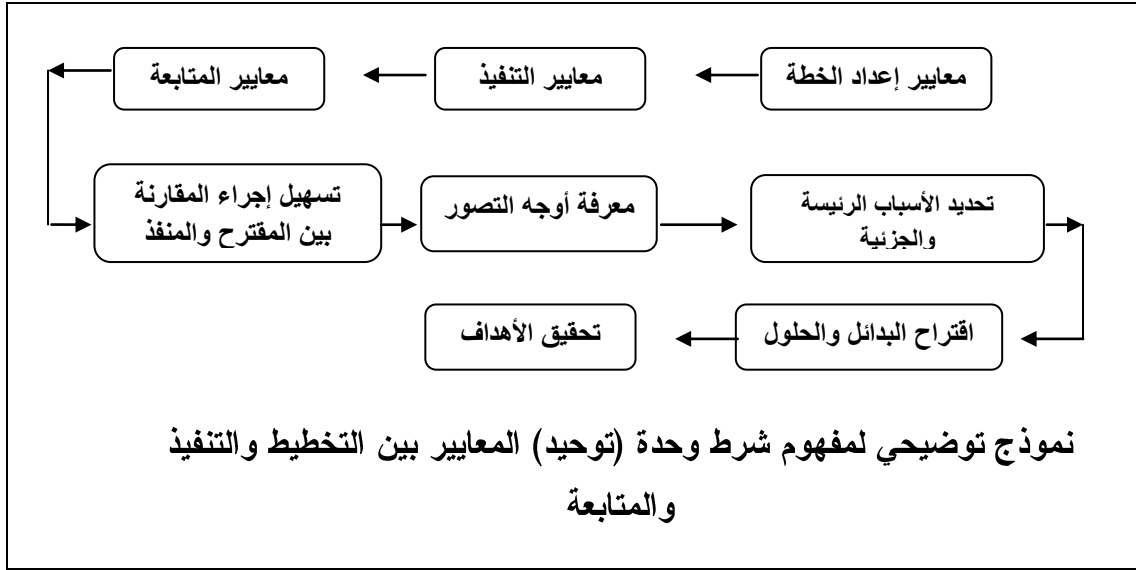 معايير إعداد الخطة
معايير التنفيذ
معايير المتابعة
تسهيل إجراء المقارنة
بين المقترح والمنفذ
معرفة أوجه التصور
تحديد الأسباب الرئيسة
والجزئية
اقتراح البدائل والحلول
تحقيق الأهداف
نموذج توضيحي لمفهوم شرط وحدة (توحيد) المعايير بين التخطيط والتنفيذ
والمتابعة